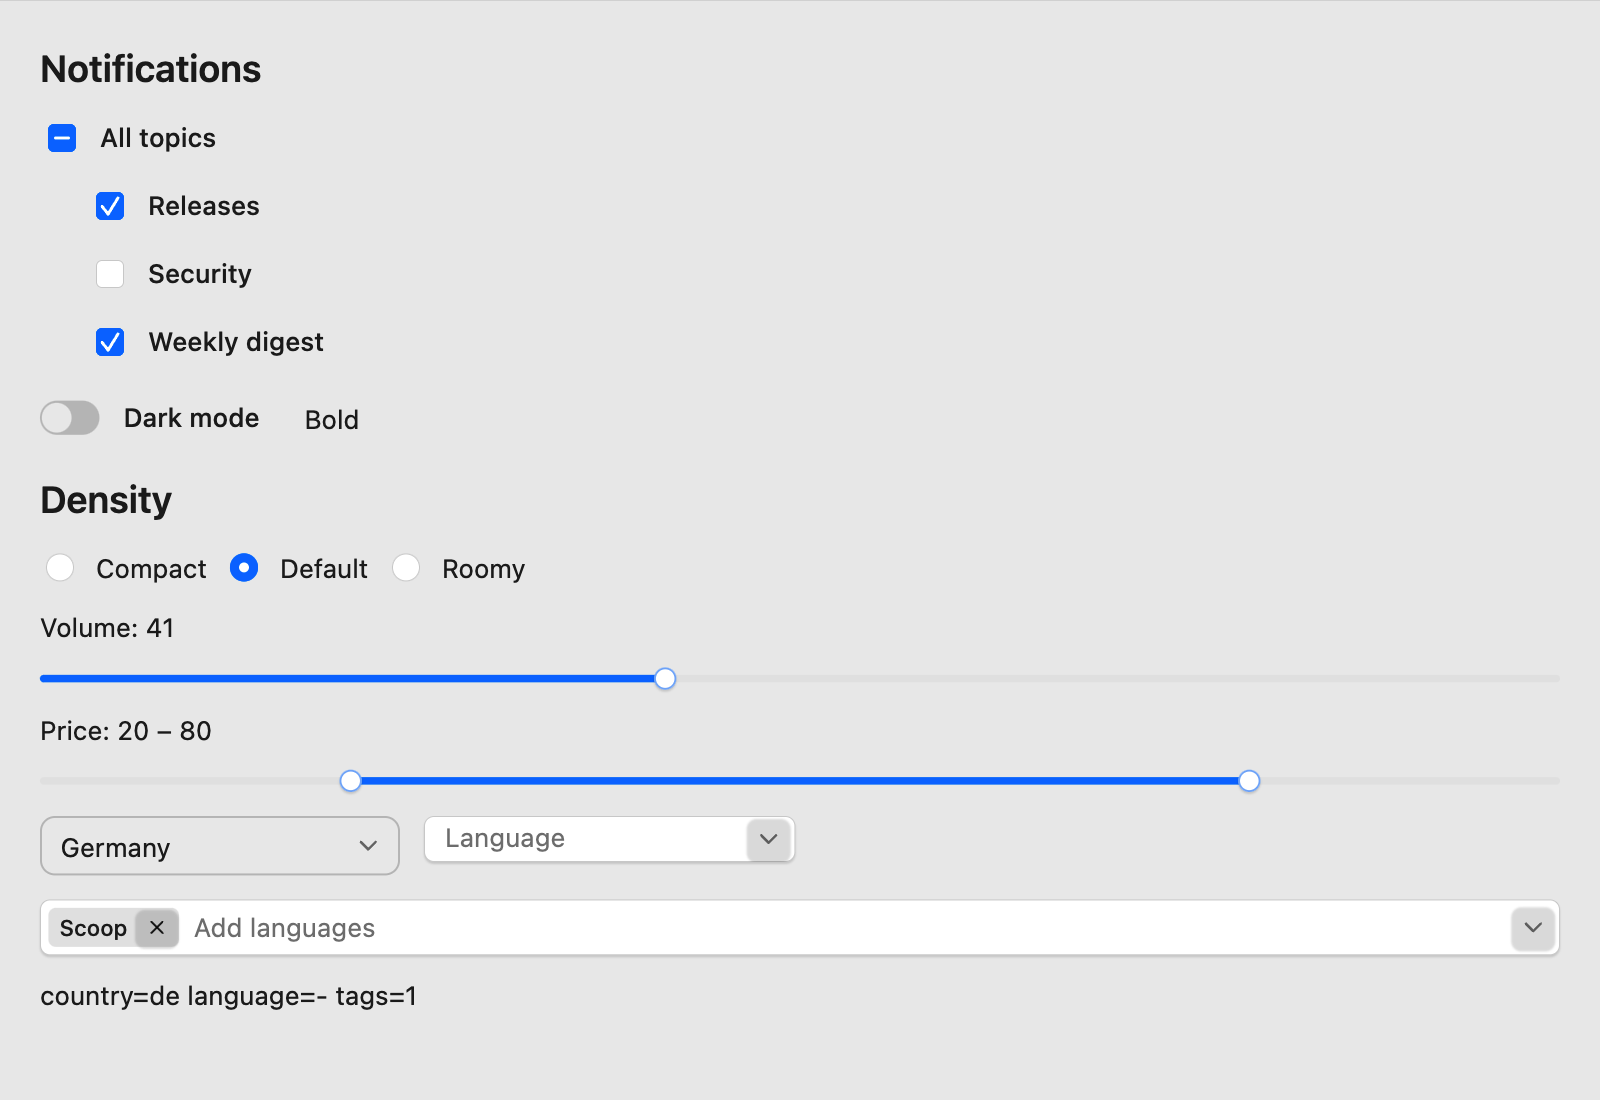 Notifications
All topics
Releases
Security
Weekly digest
Dark mode Bold
Density
Compact Default Roomy
Volume: 41
Price: 20 – 80
Germany Language
Scoop Add languages
country=de language=- tags=1